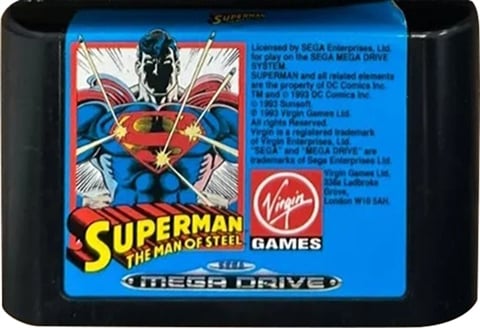 Licensed by SEGA Enterprises, Ltd.
for play on the SEGA MEGA DRIVE
SYSTEM.
SUPERMAN and all related elements
are the property of DC Comics Inc.
TM and © 1993 DC Comics Inc.
© 1993 Sunsoft.
© 1993 Virgin Games Ltd.
All rights Reserved.
Virgin is a registered trademark
of Virgin Enterprises, Ltd.
"SEGA" and "MEGA DRIVE" are
trademarks of Sega Enterprises Ltd.
Virgin Games Ltd.
338a Ladbroke
Grove,
London W10 5AH.
Virgin
GAMES
SUPERMAN
THE MAN OF STEEL
SEGA
MEGA DRIVE